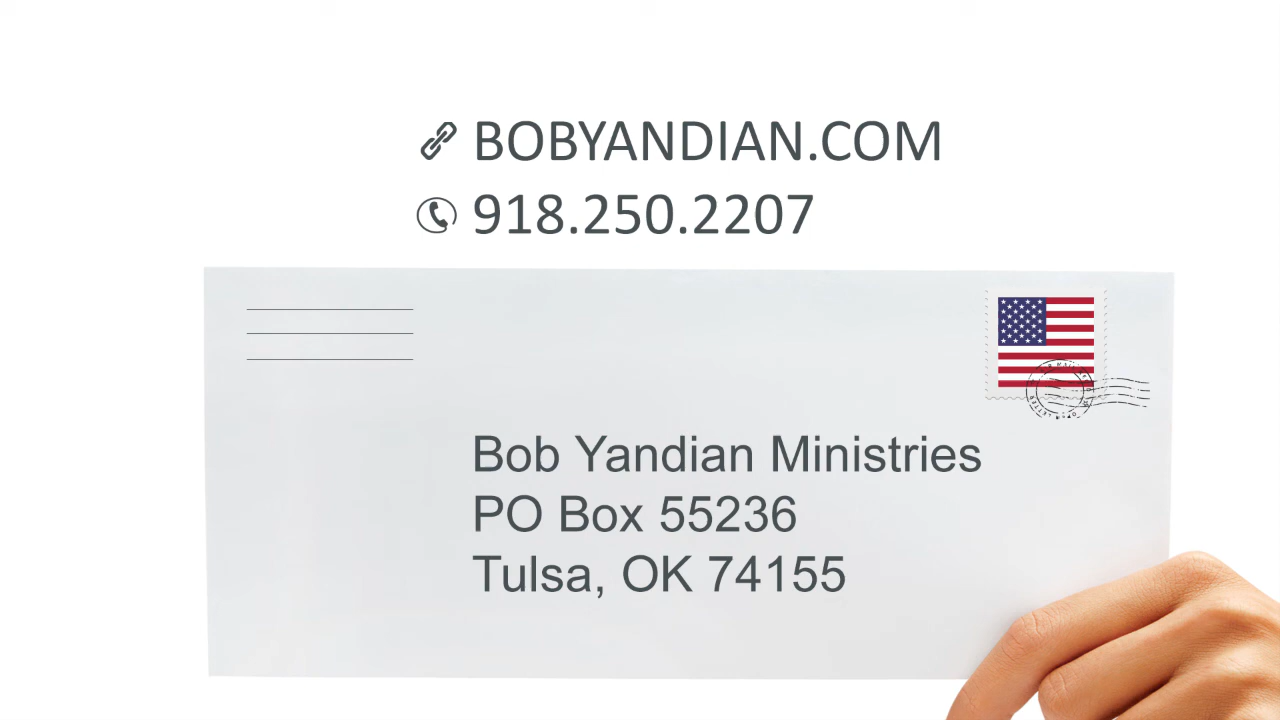 BOBYANDIAN.COM
918.250.2207
Bob Yandian Ministries
PO Box 55236
Tulsa, OK 74155